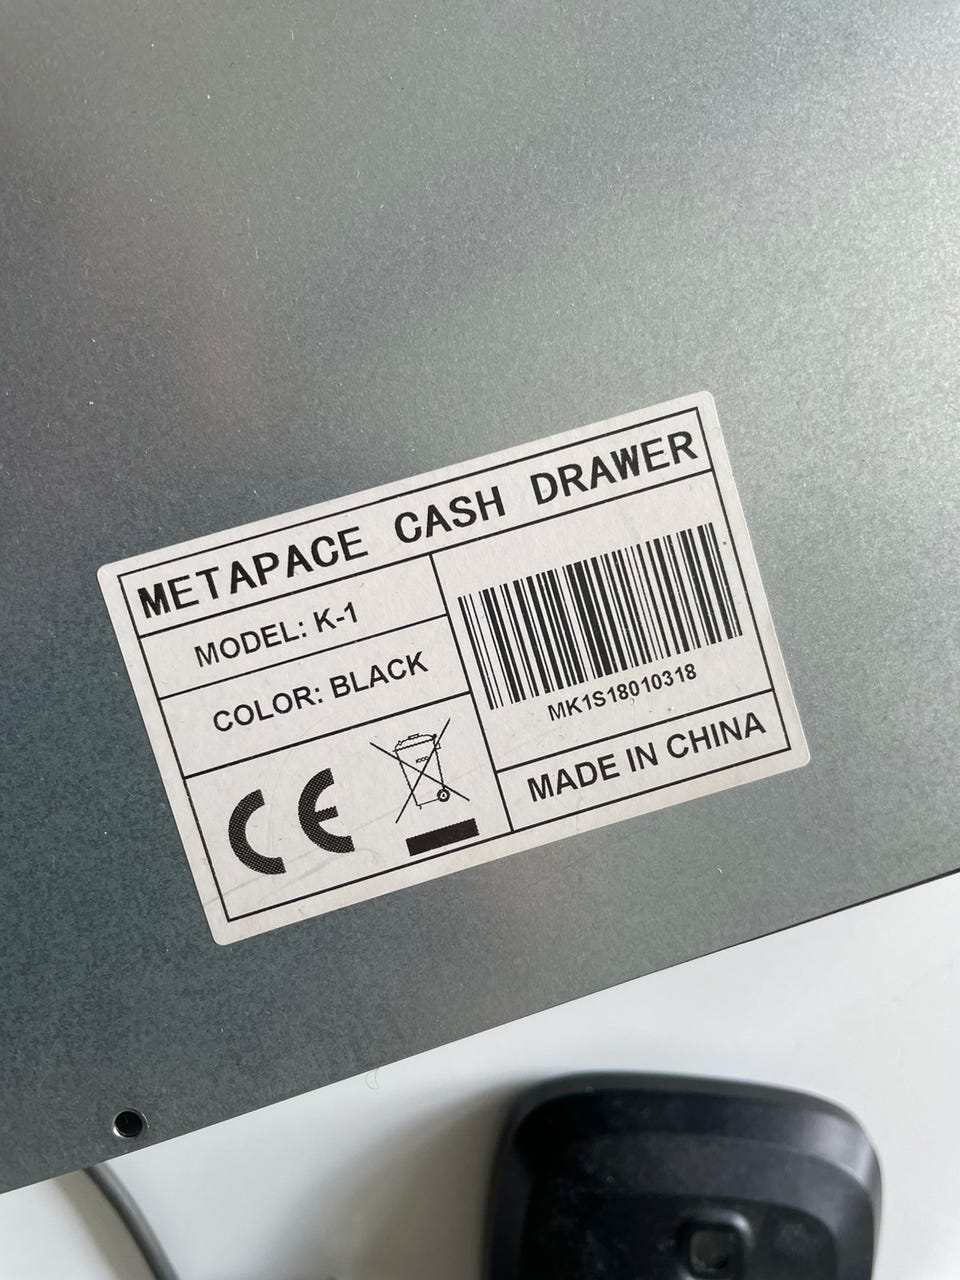 METAPACE CASH DRAWER
MODEL: K-1
COLOR: BLACK
CE
MK1S18010318
MADE IN CHINA